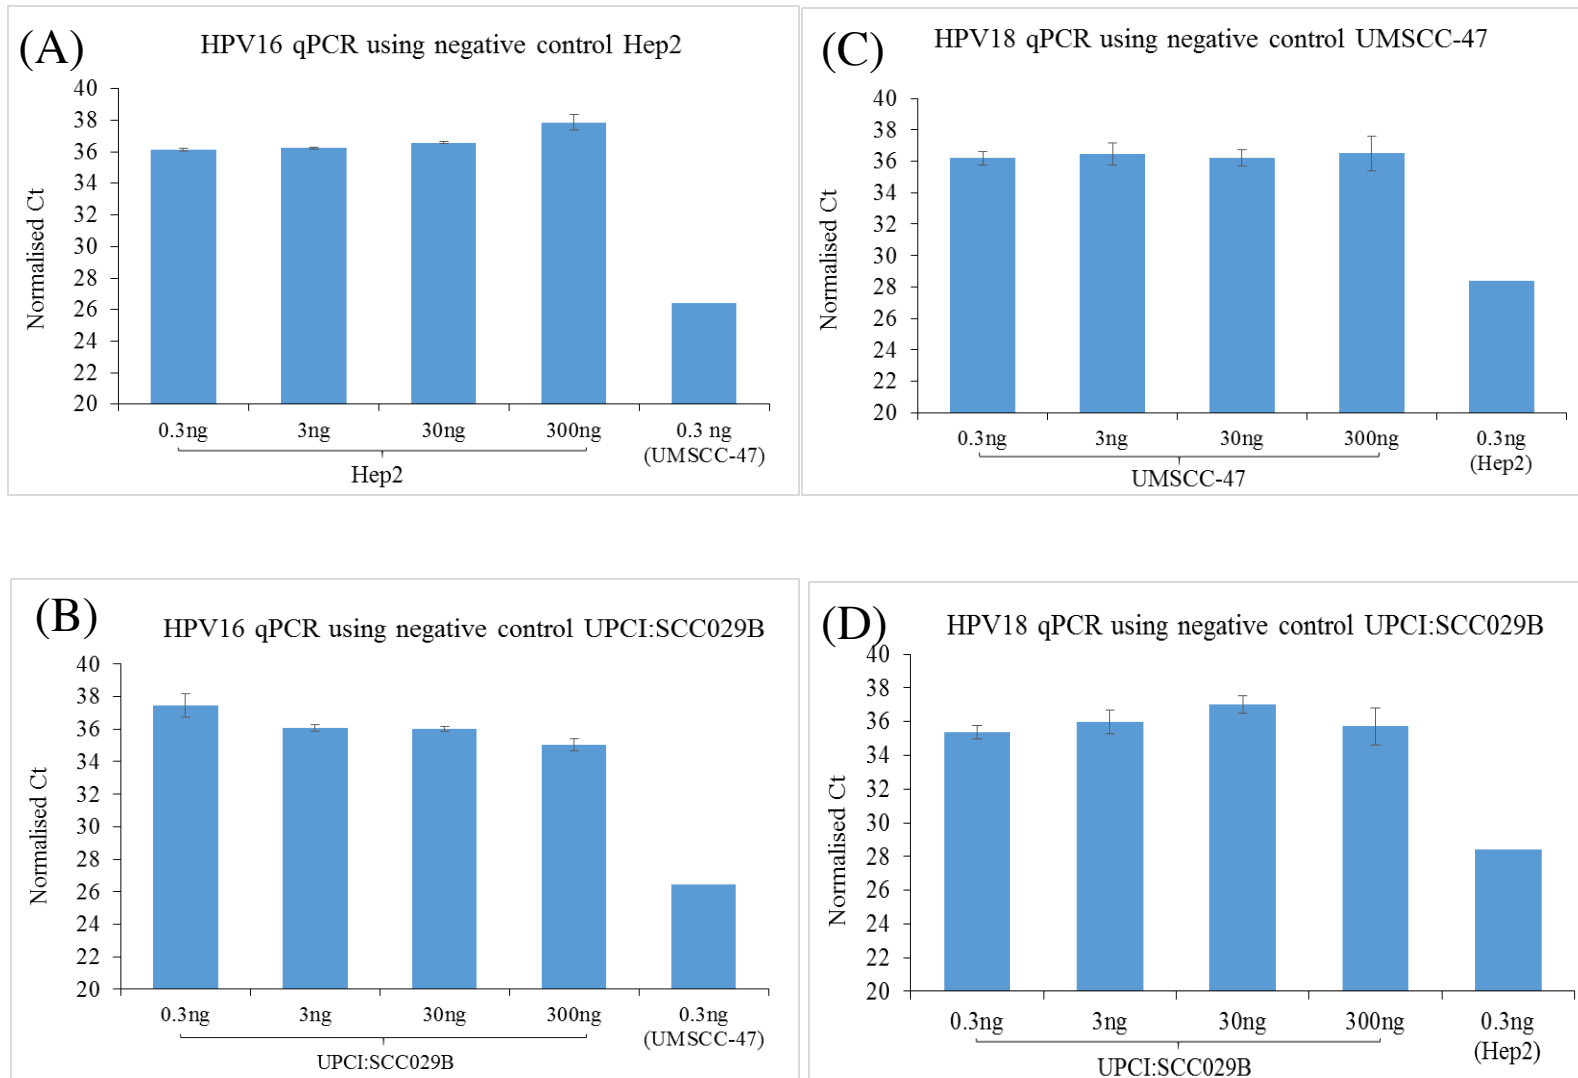 (A)
HPV16 qPCR using negative control Hep2
Normalised Ct
40
38
36
34
32
30
28
26
24
22
20
0.3ng 3ng 30ng 300ng 0.3 ng
(UMSCC-47)
Hep2
(C)
HPV18 qPCR using negative control UMSCC-47
Normalised Ct
40
38
36
34
32
30
28
26
24
22
20
0.3ng 3ng 30ng 300ng 0.3ng
(Hep2)
UMSCC-47
(B)
HPV16 qPCR using negative control UPCI:SCC029B
Normalised Ct
40
38
36
34
32
30
28
26
24
22
20
0.3ng 3ng 30ng 300ng 0.3ng
(UMSCC-47)
UPCI:SCC029B
(D)
HPV18 qPCR using negative control UPCI:SCC029B
Normalised Ct
40
38
36
34
32
30
28
26
24
22
20
0.3ng 3ng 30ng 300ng 0.3ng
(Hep2)
UPCI:SCC029B